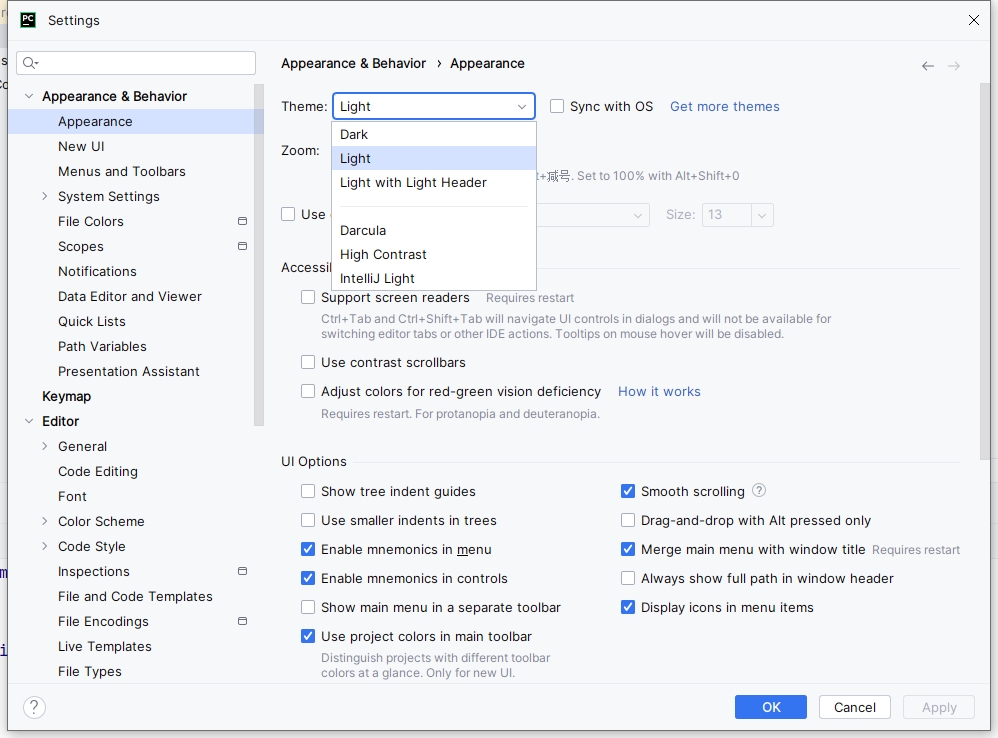 PC Settings
Appearance & Behavior › Appearance
Appearance & Behavior
Appearance
New UI
Menus and Toolbars
System Settings
File Colors
Scopes
Notifications
Data Editor and Viewer
Quick Lists
Path Variables
Presentation Assistant
Keymap
Editor
General
Code Editing
Font
Color Scheme
Code Style
Inspections
File and Code Templates
File Encodings
Live Templates
File Types
Theme: Light Sync with OS Get more themes
Dark
Light
Light with Light Header
Darcula
High Contrast
IntelliJ Light
Zoom:
t+减号. Set to 100% with Alt+Shift+0
Use Size: 13
Accessi
Support screen readers Requires restart
Ctrl+Tab and Ctrl+Shift+Tab will navigate UI controls in dialogs and will not be available for
switching editor tabs or other IDE actions. Tooltips on mouse hover will be disabled.
Use contrast scrollbars
Adjust colors for red-green vision deficiency How it works
Requires restart. For protanopia and deuteranopia.
UI Options
Show tree indent guides Smooth scrolling ?
Use smaller indents in trees Drag-and-drop with Alt pressed only
Enable mnemonics in menu Merge main menu with window title Requires restart
Enable mnemonics in controls Always show full path in window header
Show main menu in a separate toolbar Display icons in menu items
Use project colors in main toolbar
Distinguish projects with different toolbar
colors at a glance. Only for new UI.
? OK Cancel Apply